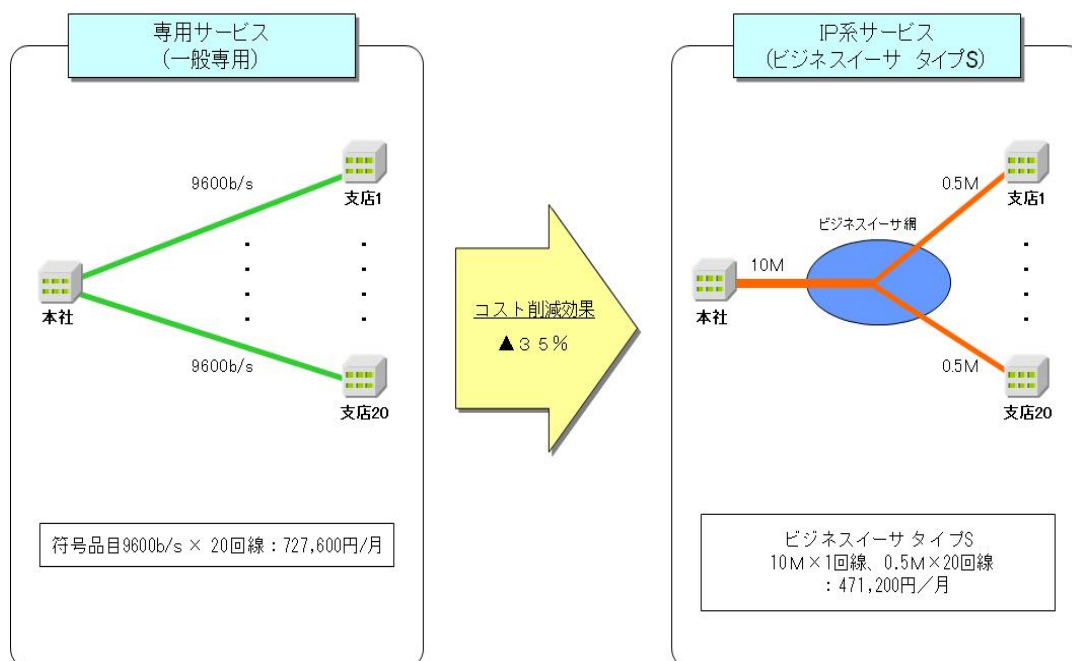 専用サービス
(一般専用)
9600b/s
支店1
本社
9600b/s
支店20
符号品目9600b/s × 20回線：727,600円/月
コスト削減効果
▲３５％
IP系サービス
(ビジネスイーサ タイプS)
0.5M
支店1
ビジネスイーサ網
10M
本社
0.5M
支店20
ビジネスイーサ タイプS
10M×1回線、0.5M×20回線
：471,200円／月